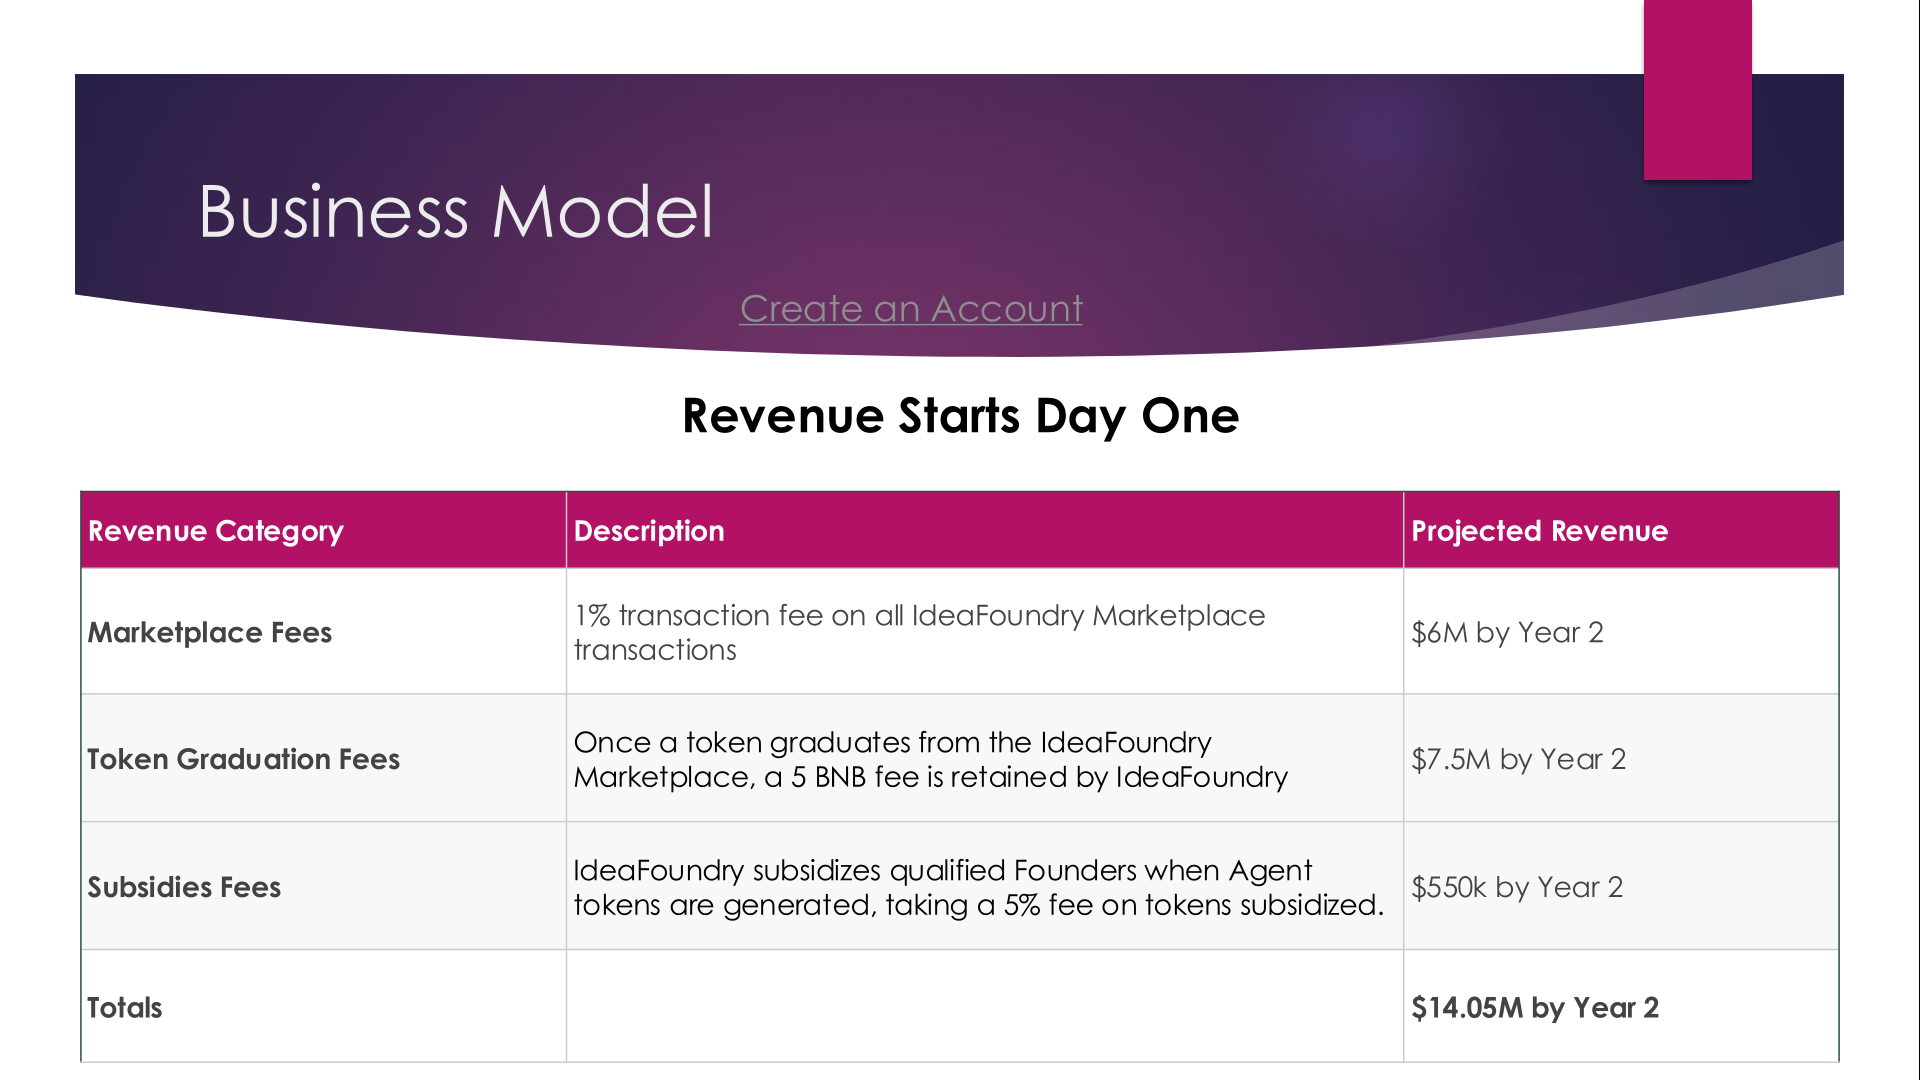 Business Model
Create an Account
Revenue Starts Day One
Revenue Category
Description
Projected Revenue
Marketplace Fees
1% transaction fee on all IdeaFoundry Marketplace
transactions
$6M by Year 2
Token Graduation Fees
Once a token graduates from the IdeaFoundry
Marketplace, a 5 BNB fee is retained by IdeaFoundry
$7.5M by Year 2
Subsidies Fees
IdeaFoundry subsidizes qualified Founders when Agent
tokens are generated, taking a 5% fee on tokens subsidized.
$550k by Year 2
Totals
$14.05M by Year 2